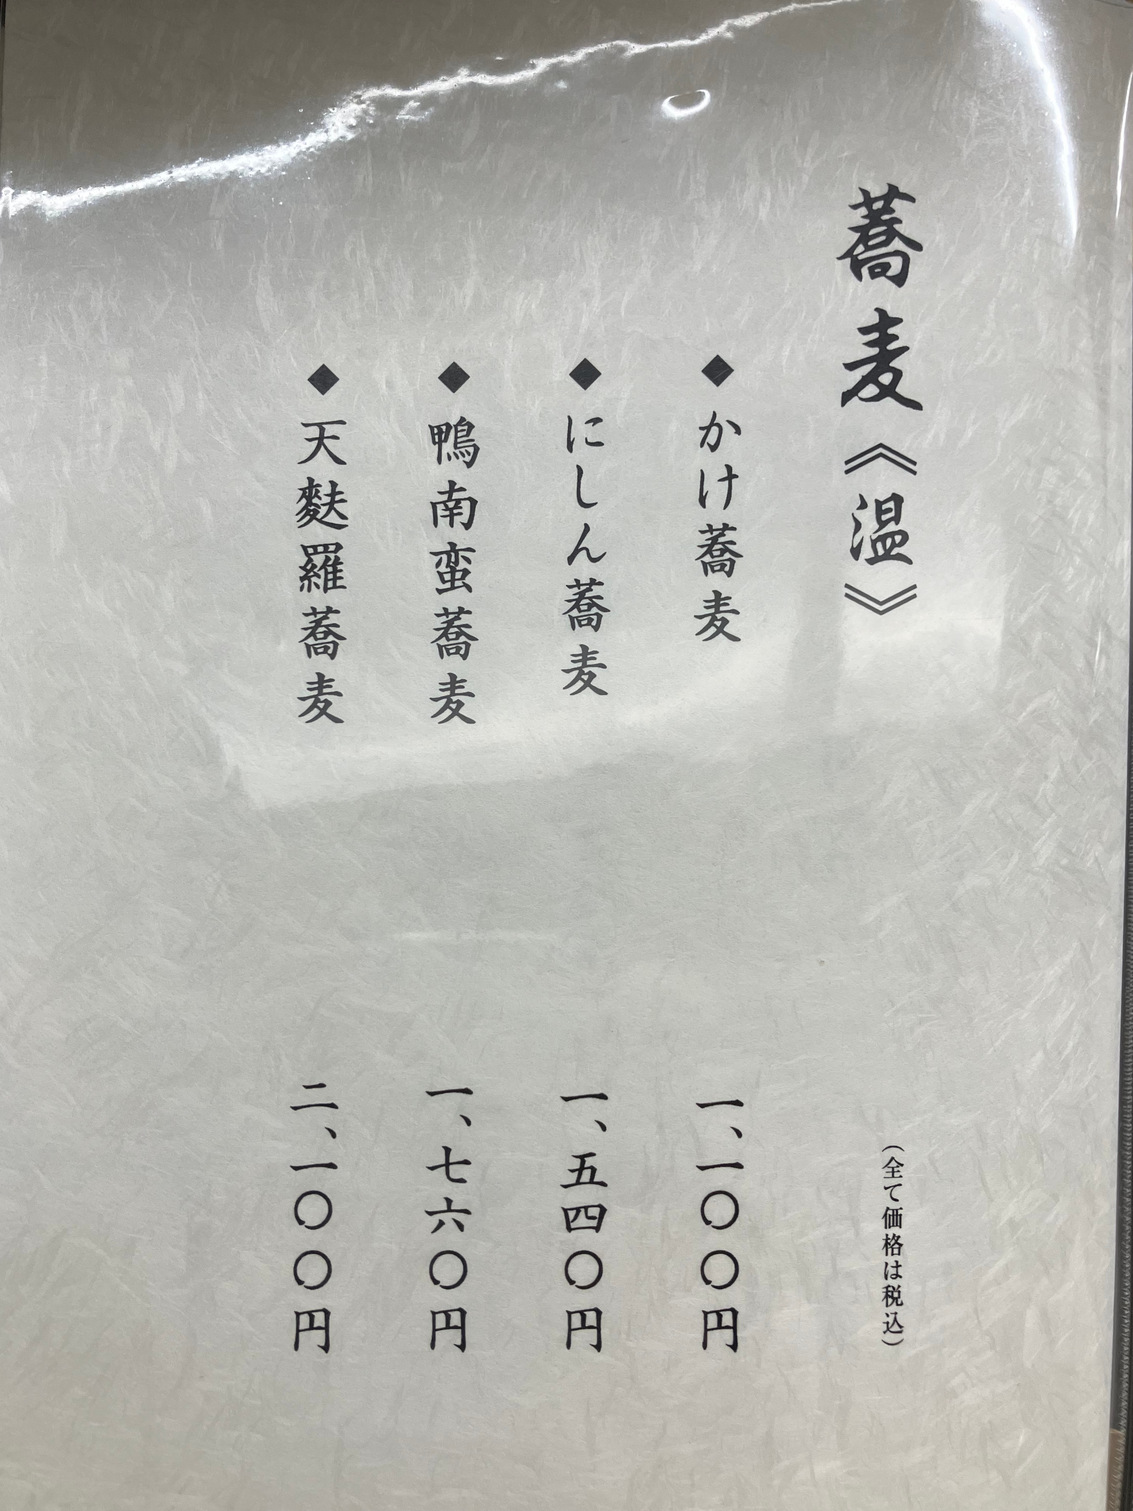 蕎麦《温》
(全て価格は税込)
◆かけ蕎麦 一、一〇〇円
◆にしん蕎麦 一、五四〇円
◆鴨南蛮蕎麦 一、七六〇円
◆天麩羅蕎麦 二、一〇〇円